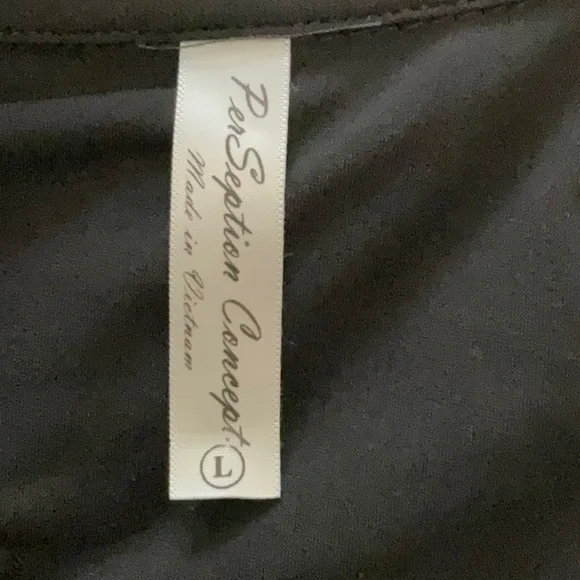 PerSeption Concept.
Made in Vietnam
L